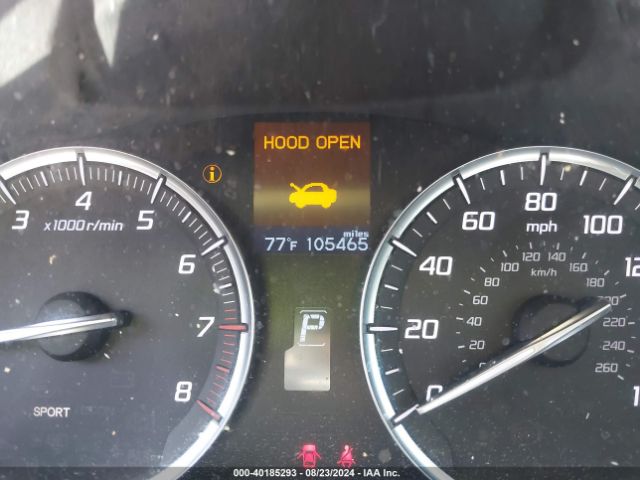 HOOD OPEN
i
miles
77°F 105465
3 4 5 6 7 8
x1000r/min
SPORT
P
0 20 40 60 80 100
mph
20 40 60 80 100 120 140 160 180 200 220 240 260
km/h
000-40185293 - 08/23/2024 - IAA Inc.